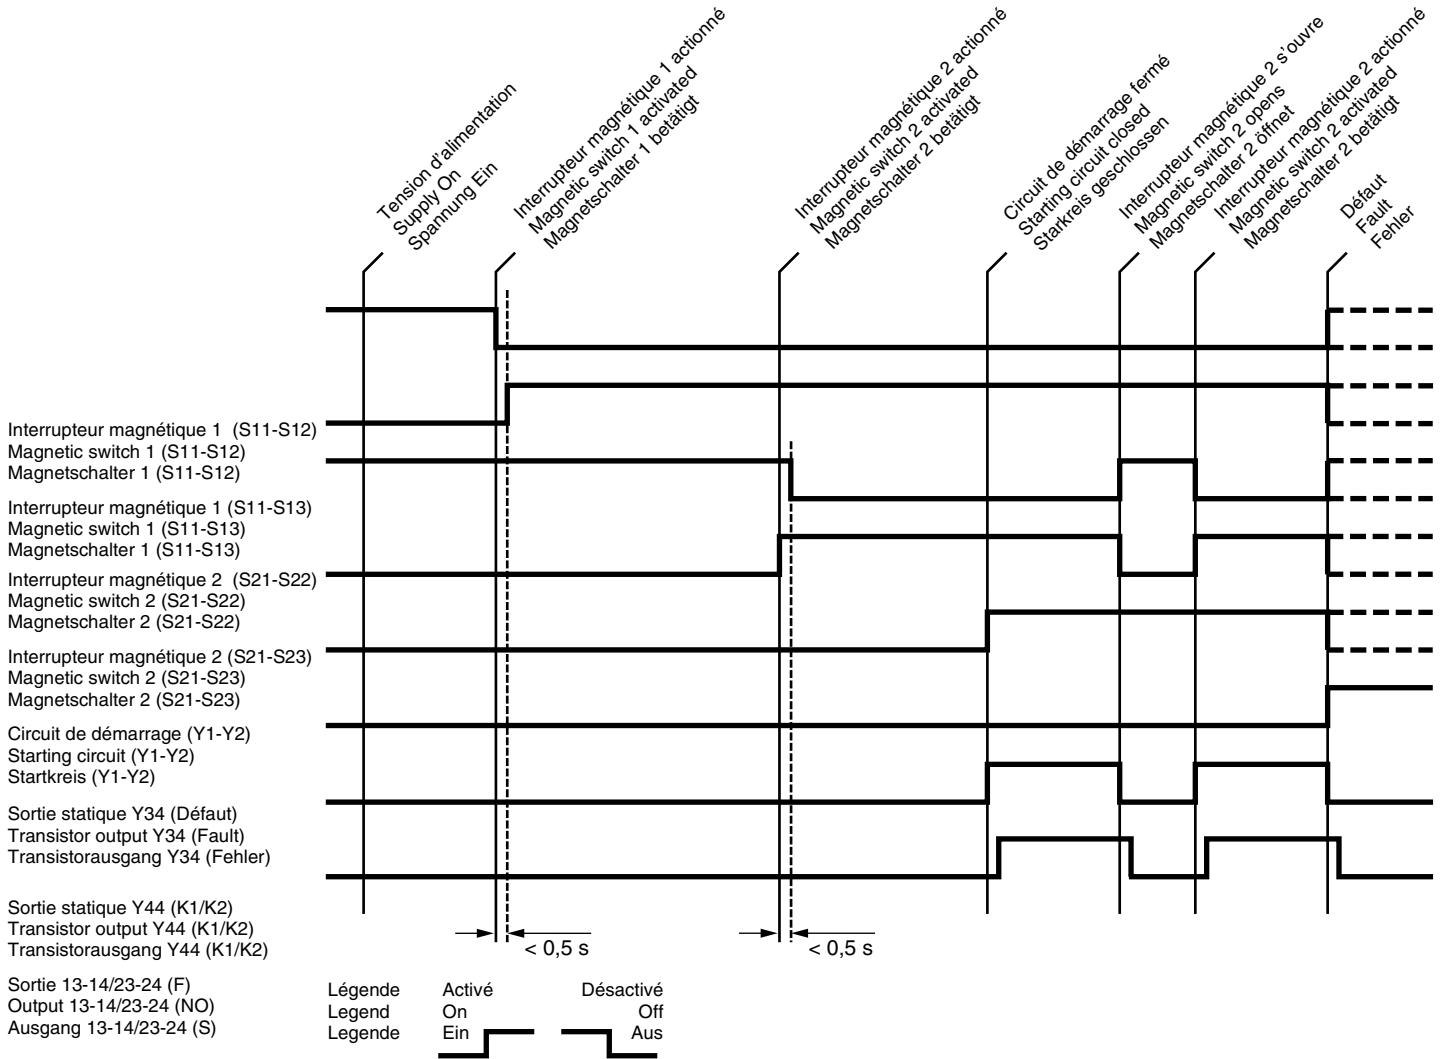 Tension d'alimentation
Supply On
Spannung Ein
Interrupteur magnétique 1 actionné
Magnetic switch 1 activated
Magnetschalter 1 betätigt
Interrupteur magnétique 2 actionné
Magnetic switch 2 activated
Magnetschalter 2 betätigt
Circuit de démarrage fermé
Starting circuit closed
Starkreis geschlossen
Interrupteur magnétique 2 s'ouvre
Magnetic switch 2 opens
Magnetschalter 2 öffnet
Interrupteur magnétique 2 actionné
Magnetic switch 2 activated
Magnetschalter 2 betätigt
Défaut
Fault
Fehler
Interrupteur magnétique 1 (S11-S12)
Magnetic switch 1 (S11-S12)
Magnetschalter 1 (S11-S12)
Interrupteur magnétique 1 (S11-S13)
Magnetic switch 1 (S11-S13)
Magnetschalter 1 (S11-S13)
Interrupteur magnétique 2 (S21-S22)
Magnetic switch 2 (S21-S22)
Magnetschalter 2 (S21-S22)
Interrupteur magnétique 2 (S21-S23)
Magnetic switch 2 (S21-S23)
Magnetschalter 2 (S21-S23)
Circuit de démarrage (Y1-Y2)
Starting circuit (Y1-Y2)
Startkreis (Y1-Y2)
Sortie statique Y34 (Défaut)
Transistor output Y34 (Fault)
Transistorausgang Y34 (Fehler)
Sortie statique Y44 (K1/K2)
Transistor output Y44 (K1/K2)
Transistorausgang Y44 (K1/K2)
< 0,5 s
< 0,5 s
Sortie 13-14/23-24 (F)
Output 13-14/23-24 (NO)
Ausgang 13-14/23-24 (S)
Légende Activé Désactivé
Legend On Off
Legende Ein Aus